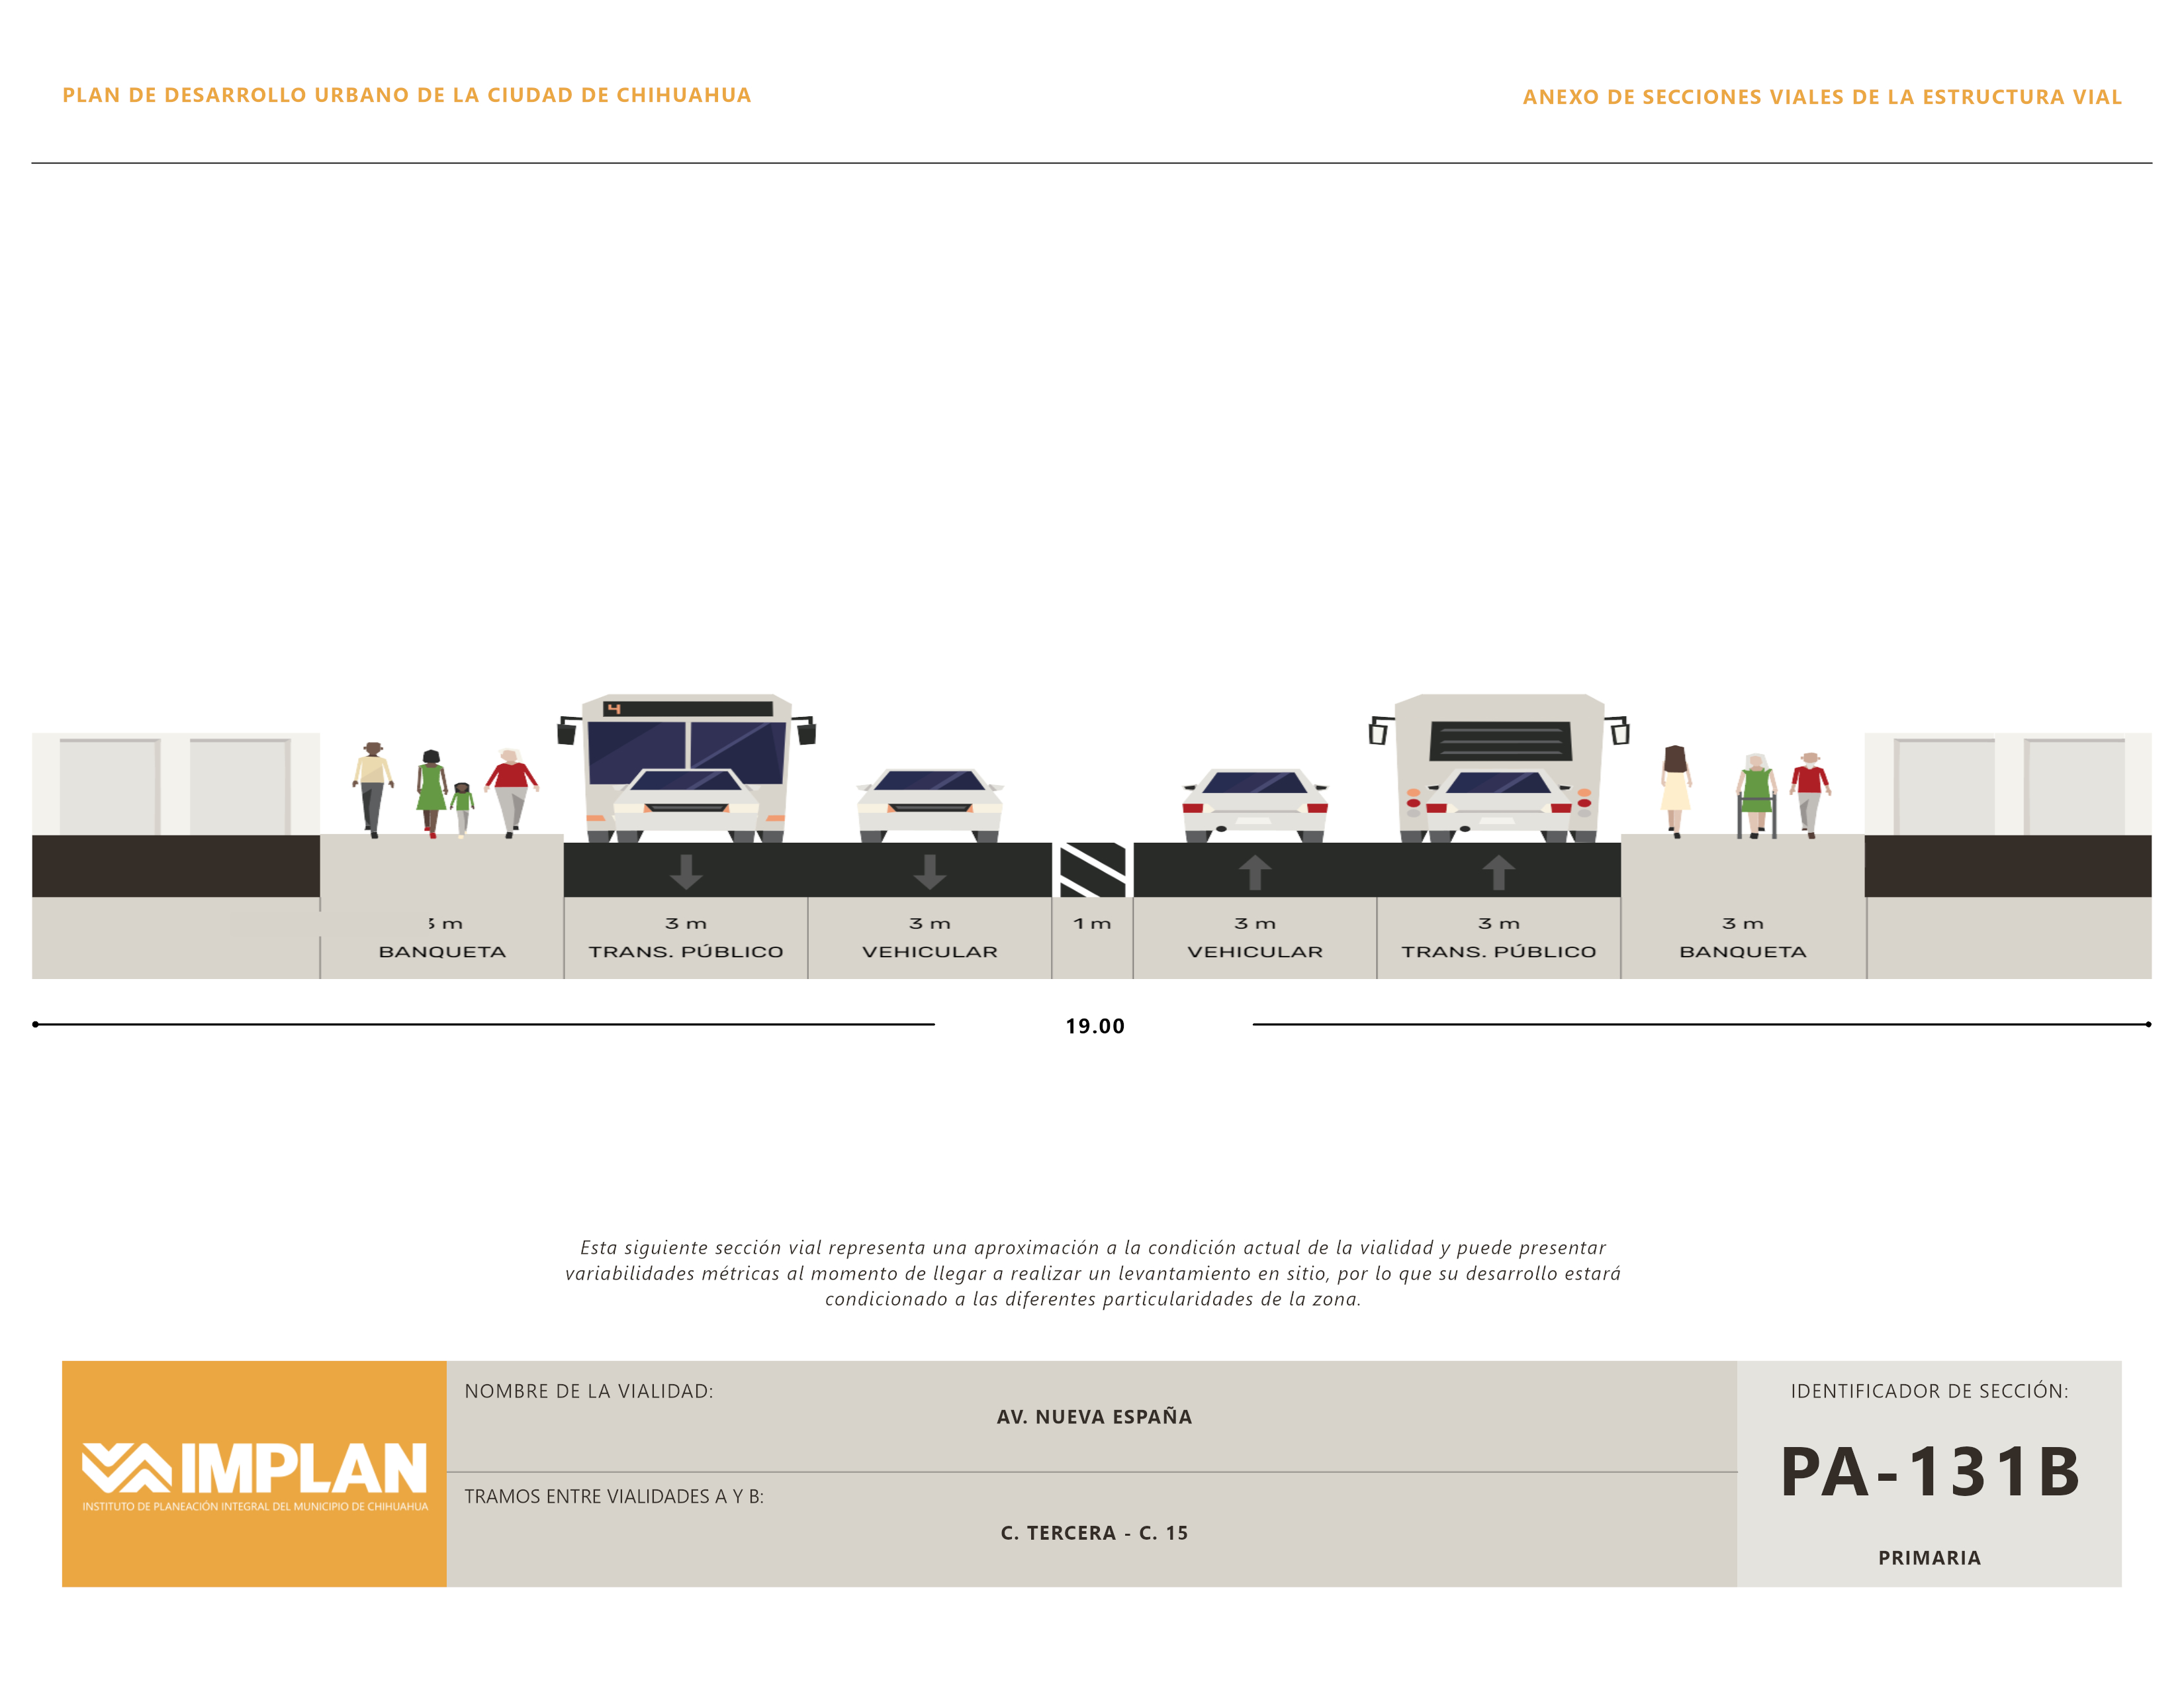 PLAN DE DESARROLLO URBANO DE LA CIUDAD DE CHIHUAHUA
ANEXO DE SECCIONES VIALES DE LA ESTRUCTURA VIAL
4
3 m
3 m
3 m
1 m
3 m
3 m
3 m
BANQUETA
TRANS. PÚBLICO
VEHICULAR
VEHICULAR
TRANS. PÚBLICO
BANQUETA
19.00
Esta siguiente sección vial representa una aproximación a la condición actual de la vialidad y puede presentar
variabilidades métricas al momento de llegar a realizar un levantamiento en sitio, por lo que su desarrollo estará
condicionado a las diferentes particularidades de la zona.
IMPLAN
INSTITUTO DE PLANEACIÓN INTEGRAL DEL MUNICIPIO DE CHIHUAHUA
NOMBRE DE LA VIALIDAD:
AV. NUEVA ESPAÑA
TRAMOS ENTRE VIALIDADES A Y B:
C. TERCERA - C. 15
IDENTIFICADOR DE SECCIÓN:
PA-131B
PRIMARIA